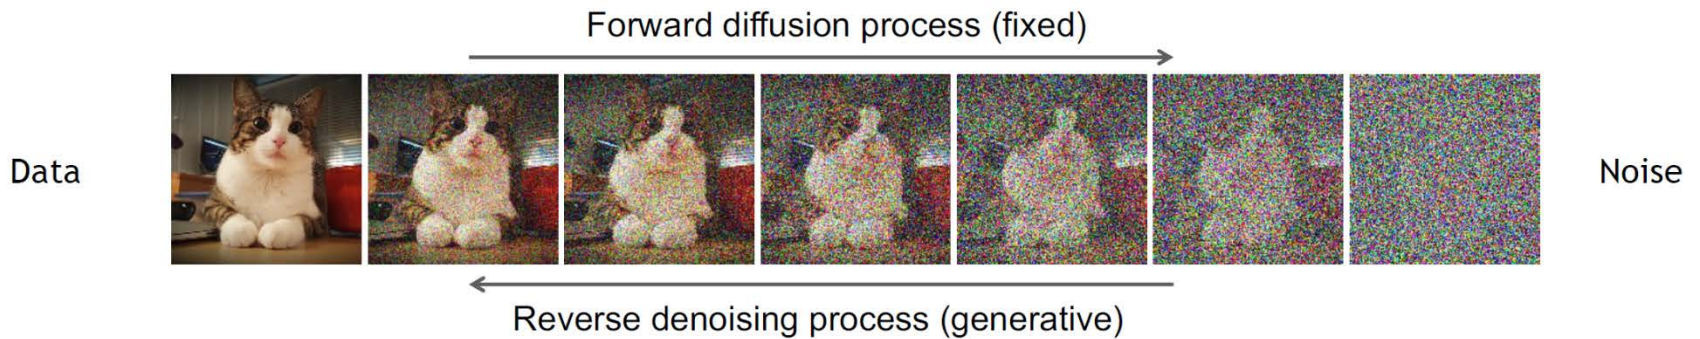 Forward diffusion process (fixed)
Data
Noise
Reverse denoising process (generative)